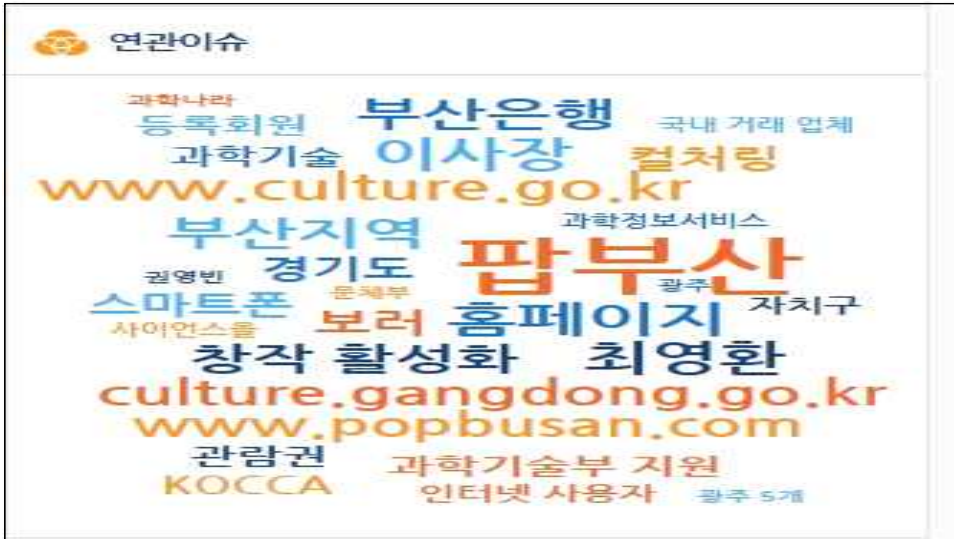 연관이슈
과학나라
등록회원 부산은행 국내 거래 업체
과학기술 이사장 컬처링
www.culture.go.kr
부산지역 과학정보서비스
팝부산
권영빈 경기도 광주
스마트폰 문체부 자치구
사이언스올 보러 홈페이지
창작 활성화 최영환
culture.gangdong.go.kr
www.popbusan.com
관람권 과학기술부 지원
KOCCA 인터넷 사용자 광주 5개